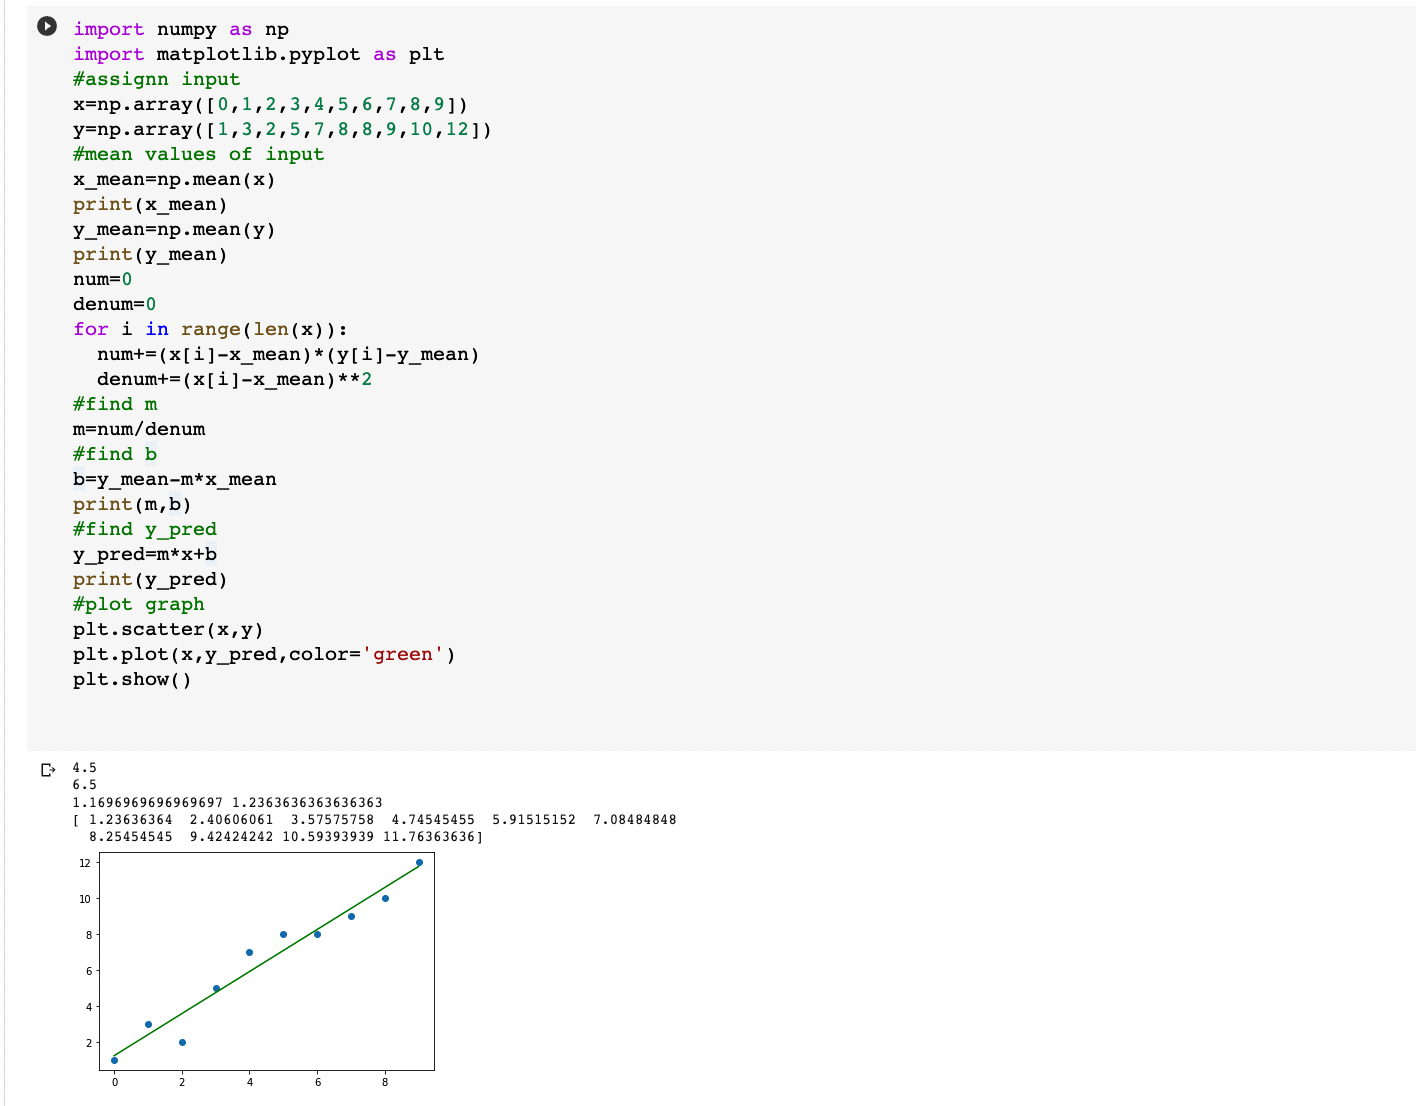 import numpy as np
import matplotlib.pyplot as plt
#assignn input
x=np.array([0,1,2,3,4,5,6,7,8,9])
y=np.array([1,3,2,5,7,8,8,9,10,12])
#mean values of input
x_mean=np.mean(x)
print(x_mean)
y_mean=np.mean(y)
print(y_mean)
num=0
denum=0
for i in range(len(x)):
  num+=(x[i]-x_mean)*(y[i]-y_mean)
  denum+=(x[i]-x_mean)**2
#find m
m=num/denum
#find b
b=y_mean-m*x_mean
print(m,b)
#find y_pred
y_pred=m*x+b
print(y_pred)
#plot graph
plt.scatter(x,y)
plt.plot(x,y_pred,color='green')
plt.show()
4.5
6.5
1.1696969696969697 1.2363636363636363
[ 1.23636364  2.40606061  3.57575758  4.74545455  5.91515152  7.08484848
  8.25454545  9.42424242 10.59393939 11.76363636]
12
10
8
6
4
2
0 2 4 6 8